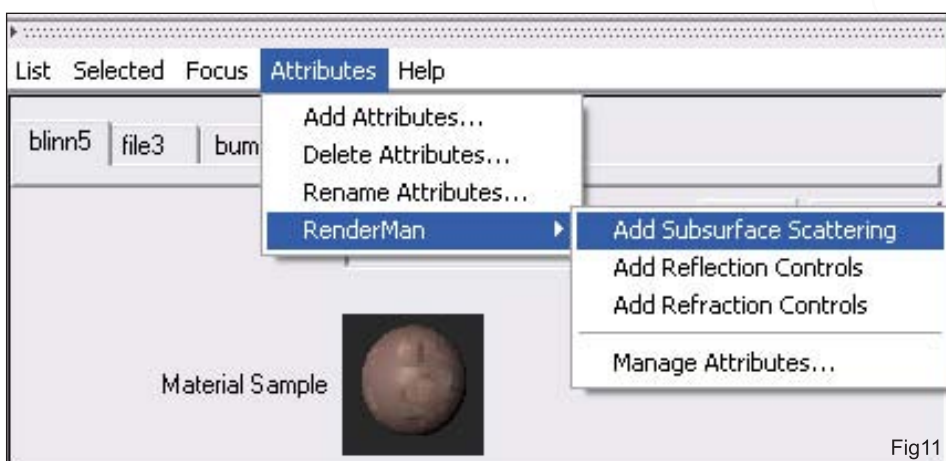 List Selected Focus Attributes Help
Add Attributes...
Delete Attributes...
Rename Attributes...
RenderMan
blinn5 file3 bum
Add Subsurface Scattering
Add Reflection Controls
Add Refraction Controls
Manage Attributes...
Material Sample
Fig11